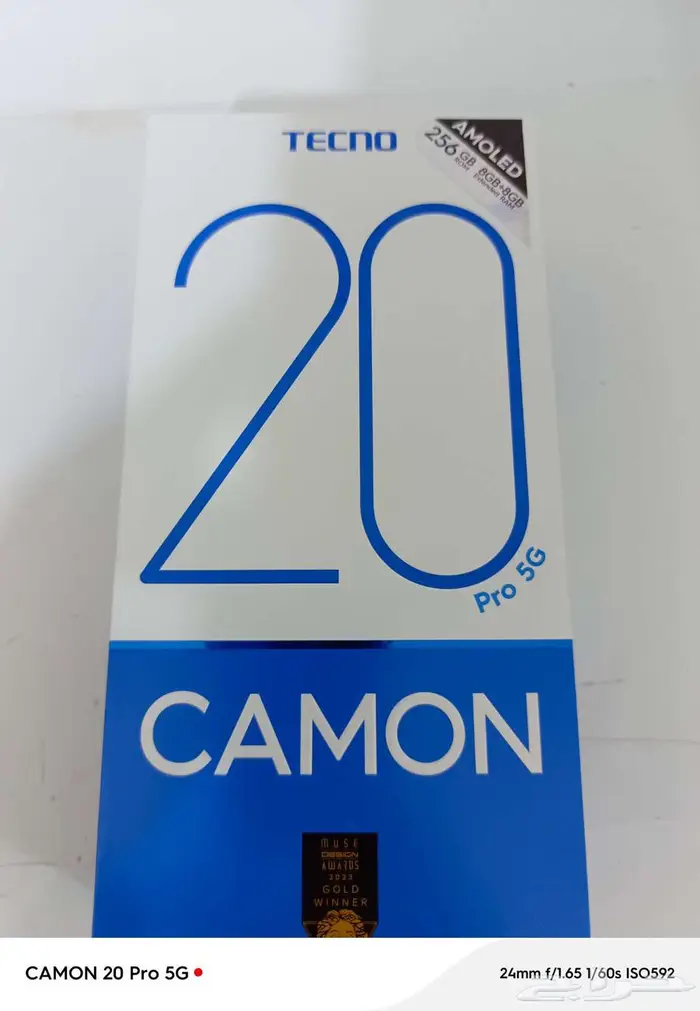 TECNO
AMOLED
256 GB ROM
8GB+8GB
Extended RAM
20
Pro 5G
CAMON
MUSE
DESIGN
AWARDS
2023
GOLD
WINNER
CAMON 20 Pro 5G
24mm f/1.65 1/60s ISO592
حراج